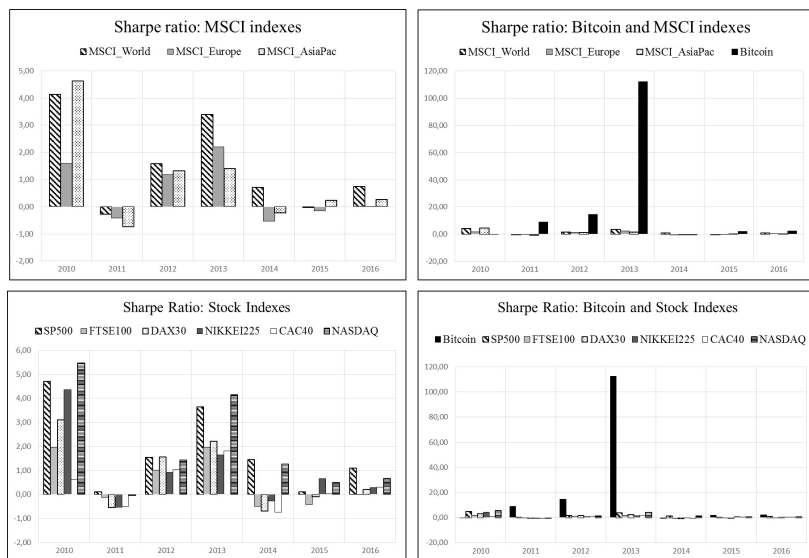 Sharpe ratio: MSCI indexes
MSCI_World MSCI_Europe MSCI_AsiaPac
5,00
4,00
3,00
2,00
1,00
0,00
-1,00
-2,00
2010 2011 2012 2013 2014 2015 2016
Sharpe ratio: Bitcoin and MSCI indexes
MSCI_World MSCI_Europe MSCI_AsiaPac Bitcoin
120,00
100,00
80,00
60,00
40,00
20,00
0,00
-20,00
2010 2011 2012 2013 2014 2015 2016
Sharpe Ratio: Stock Indexes
SP500 FTSE100 DAX30 NIKKEI225 CAC40 NASDAQ
6,00
5,00
4,00
3,00
2,00
1,00
0,00
-1,00
-2,00
2010 2011 2012 2013 2014 2015 2016
Sharpe Ratio: Bitcoin and Stock Indexes
Bitcoin SP500 FTSE100 DAX30 NIKKEI225 CAC40 NASDAQ
120,00
100,00
80,00
60,00
40,00
20,00
0,00
-20,00
2010 2011 2012 2013 2014 2015 2016